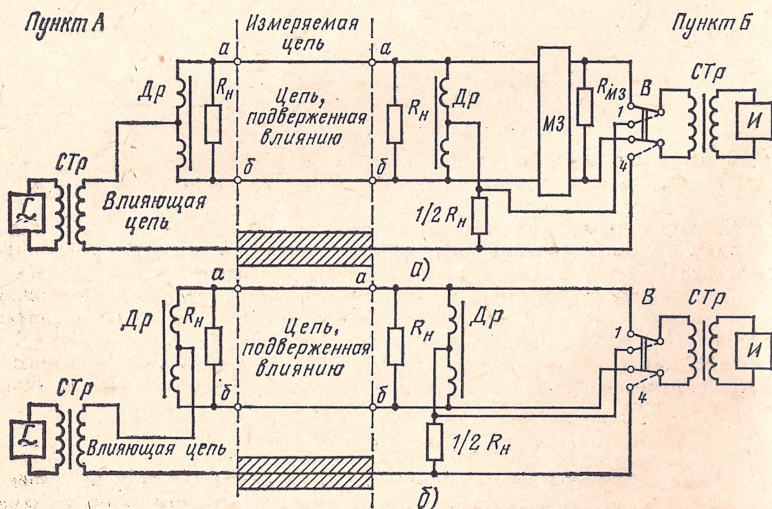 Пункт А
Измеряемая цепь
Пункт Б
а
а
Др
Rн
Цепь, подверженная влиянию
Rн
Др
МЗ
Rмз
В
СТр
1
И
б
б
4
СТр
Г
Влияющая цепь
1/2 Rн
а)
а
а
Др
Rн
Цепь, подверженная влиянию
Rн
Др
В
СТр
1
И
б
б
4
СТр
Г
Влияющая цепь
1/2 Rн
б)